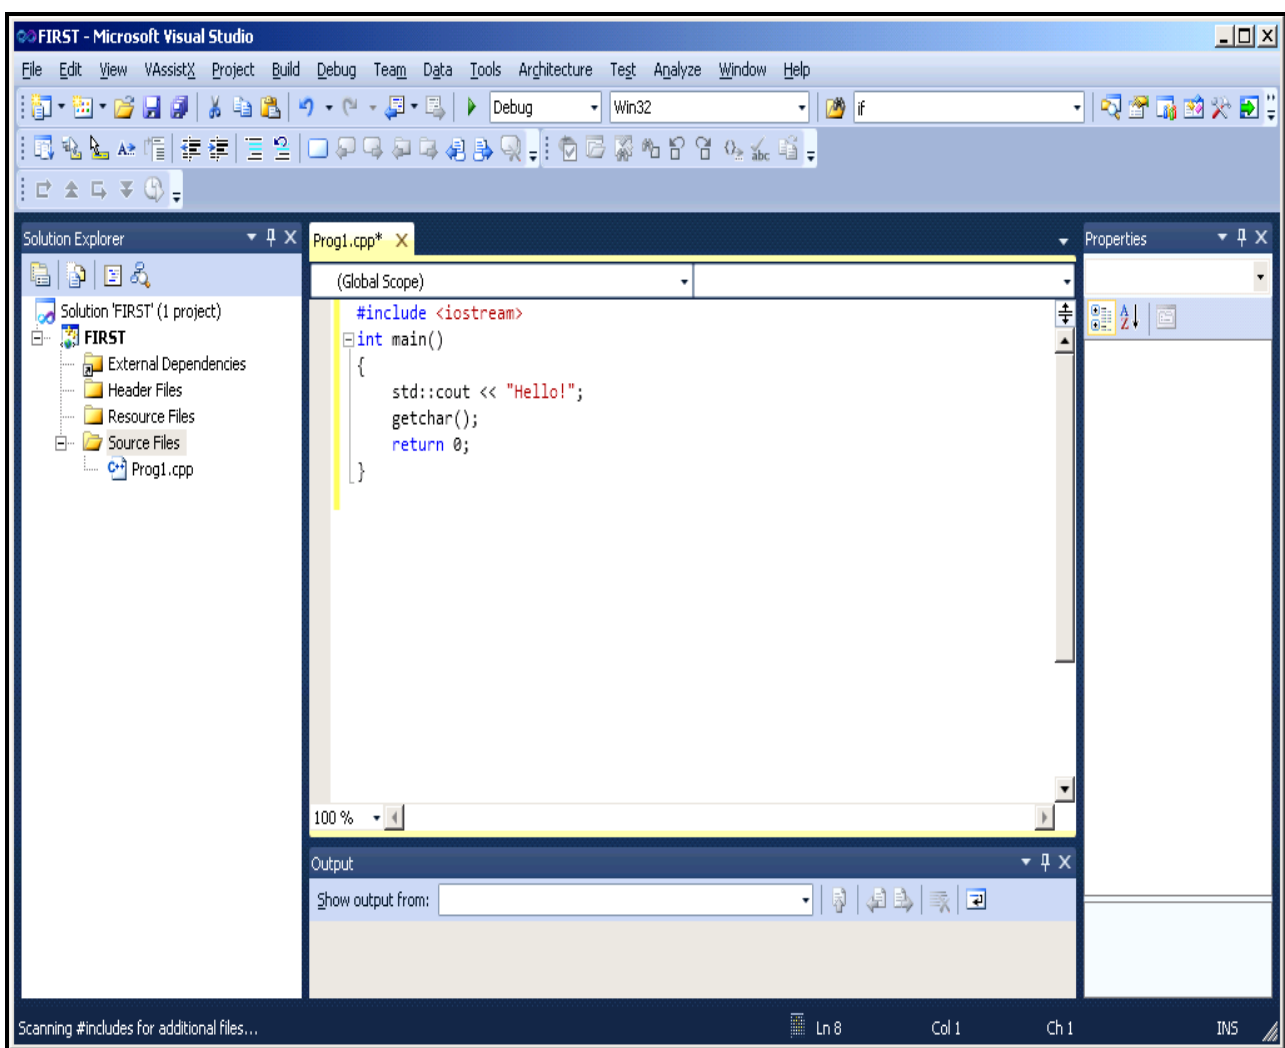 FIRST - Microsoft Visual Studio
File Edit View VAssistX Project Build Debug Team Data Tools Architecture Test Analyze Window Help
Debug Win32 if
Solution Explorer
Solution 'FIRST' (1 project)
FIRST
External Dependencies
Header Files
Resource Files
Source Files
Prog1.cpp
Prog1.cpp*
(Global Scope)
#include <iostream>
int main()
{
std::cout << "Hello!";
getchar();
return 0;
}
100 %
Output
Show output from:
Properties
Scanning #includes for additional files... Ln 8 Col 1 Ch 1 INS